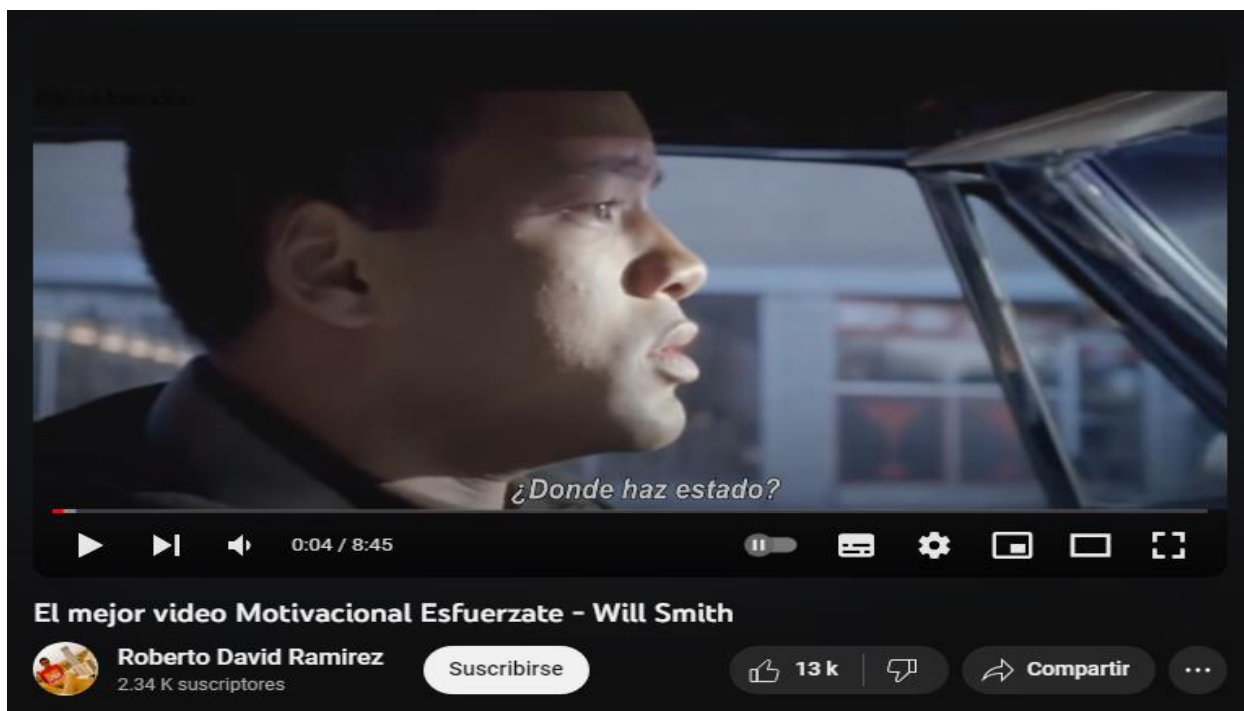 ¿Donde haz estado?
0:04 / 8:45
El mejor video Motivacional Esfuerzate - Will Smith
Roberto David Ramirez
2.34 K suscriptores
Suscribirse
13 k
Compartir